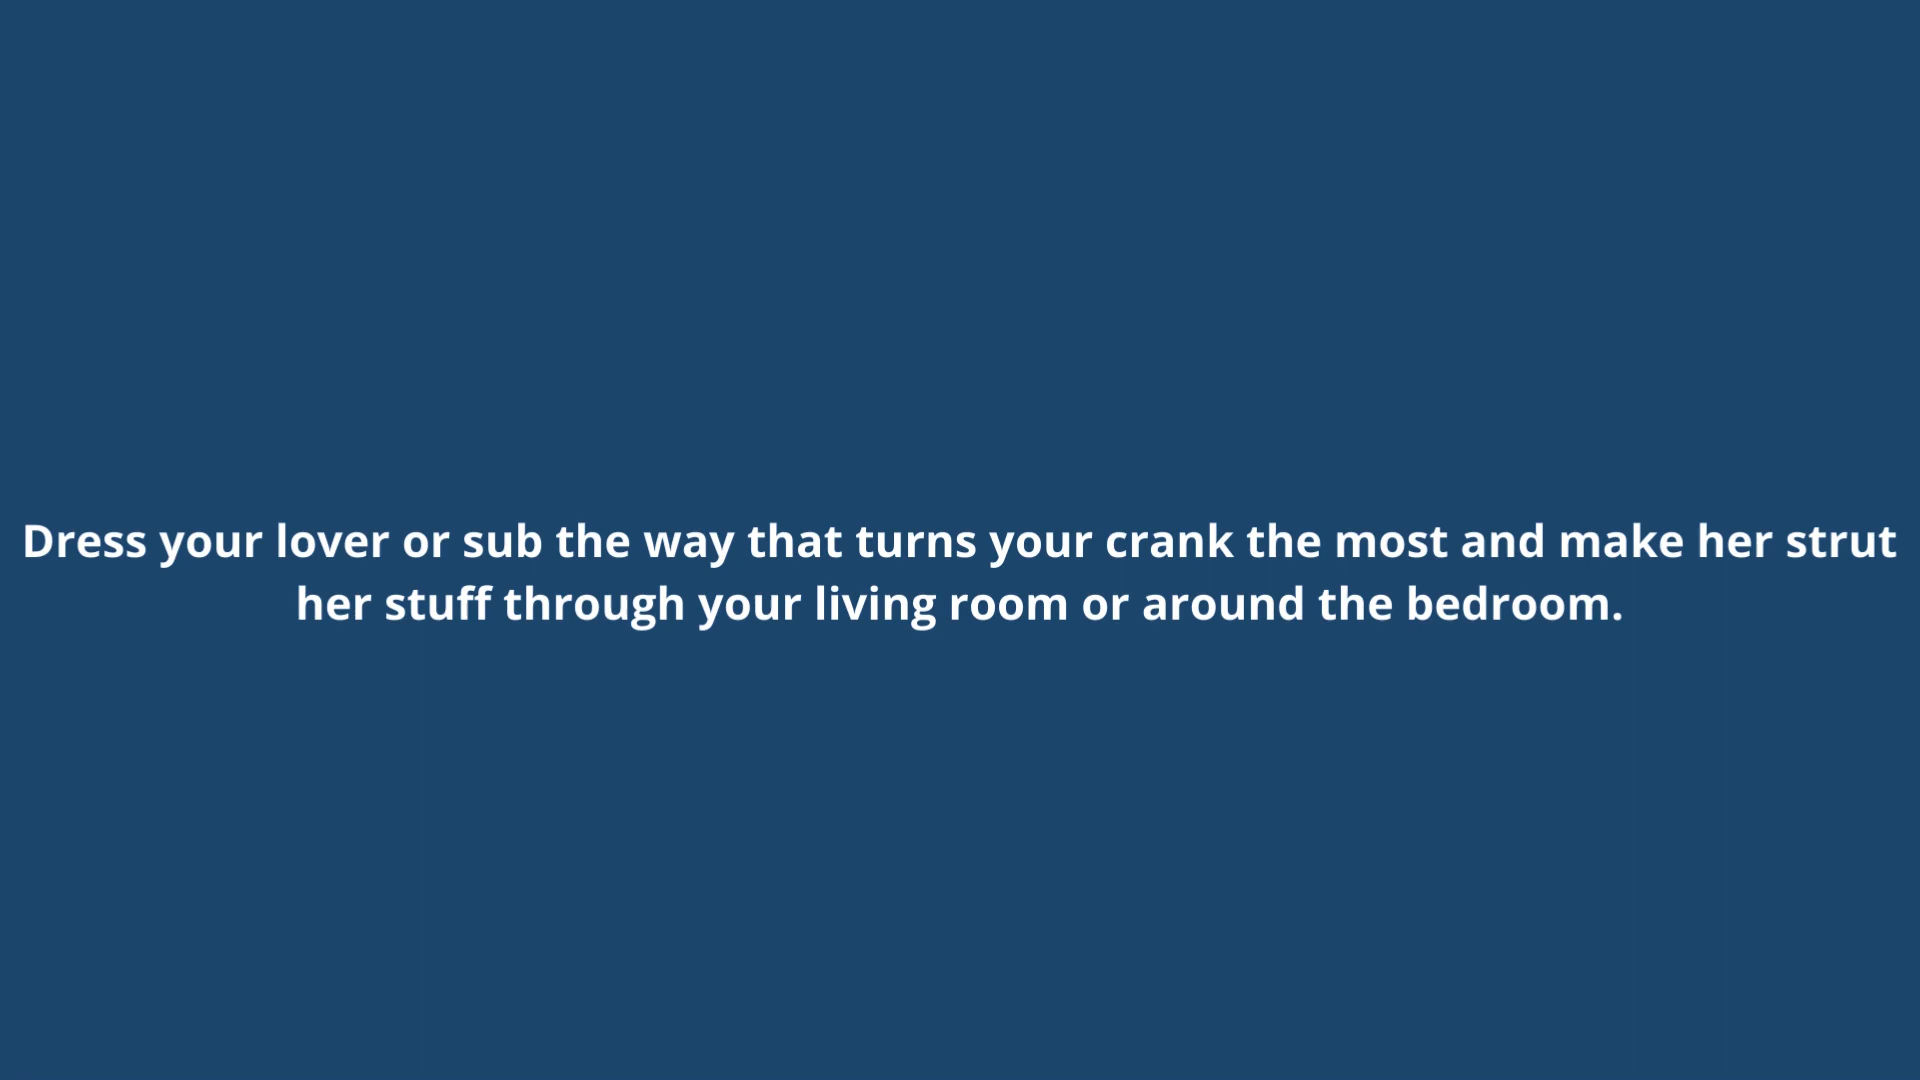 Dress your lover or sub the way that turns your crank the most and make her strut
her stuff through your living room or around the bedroom.